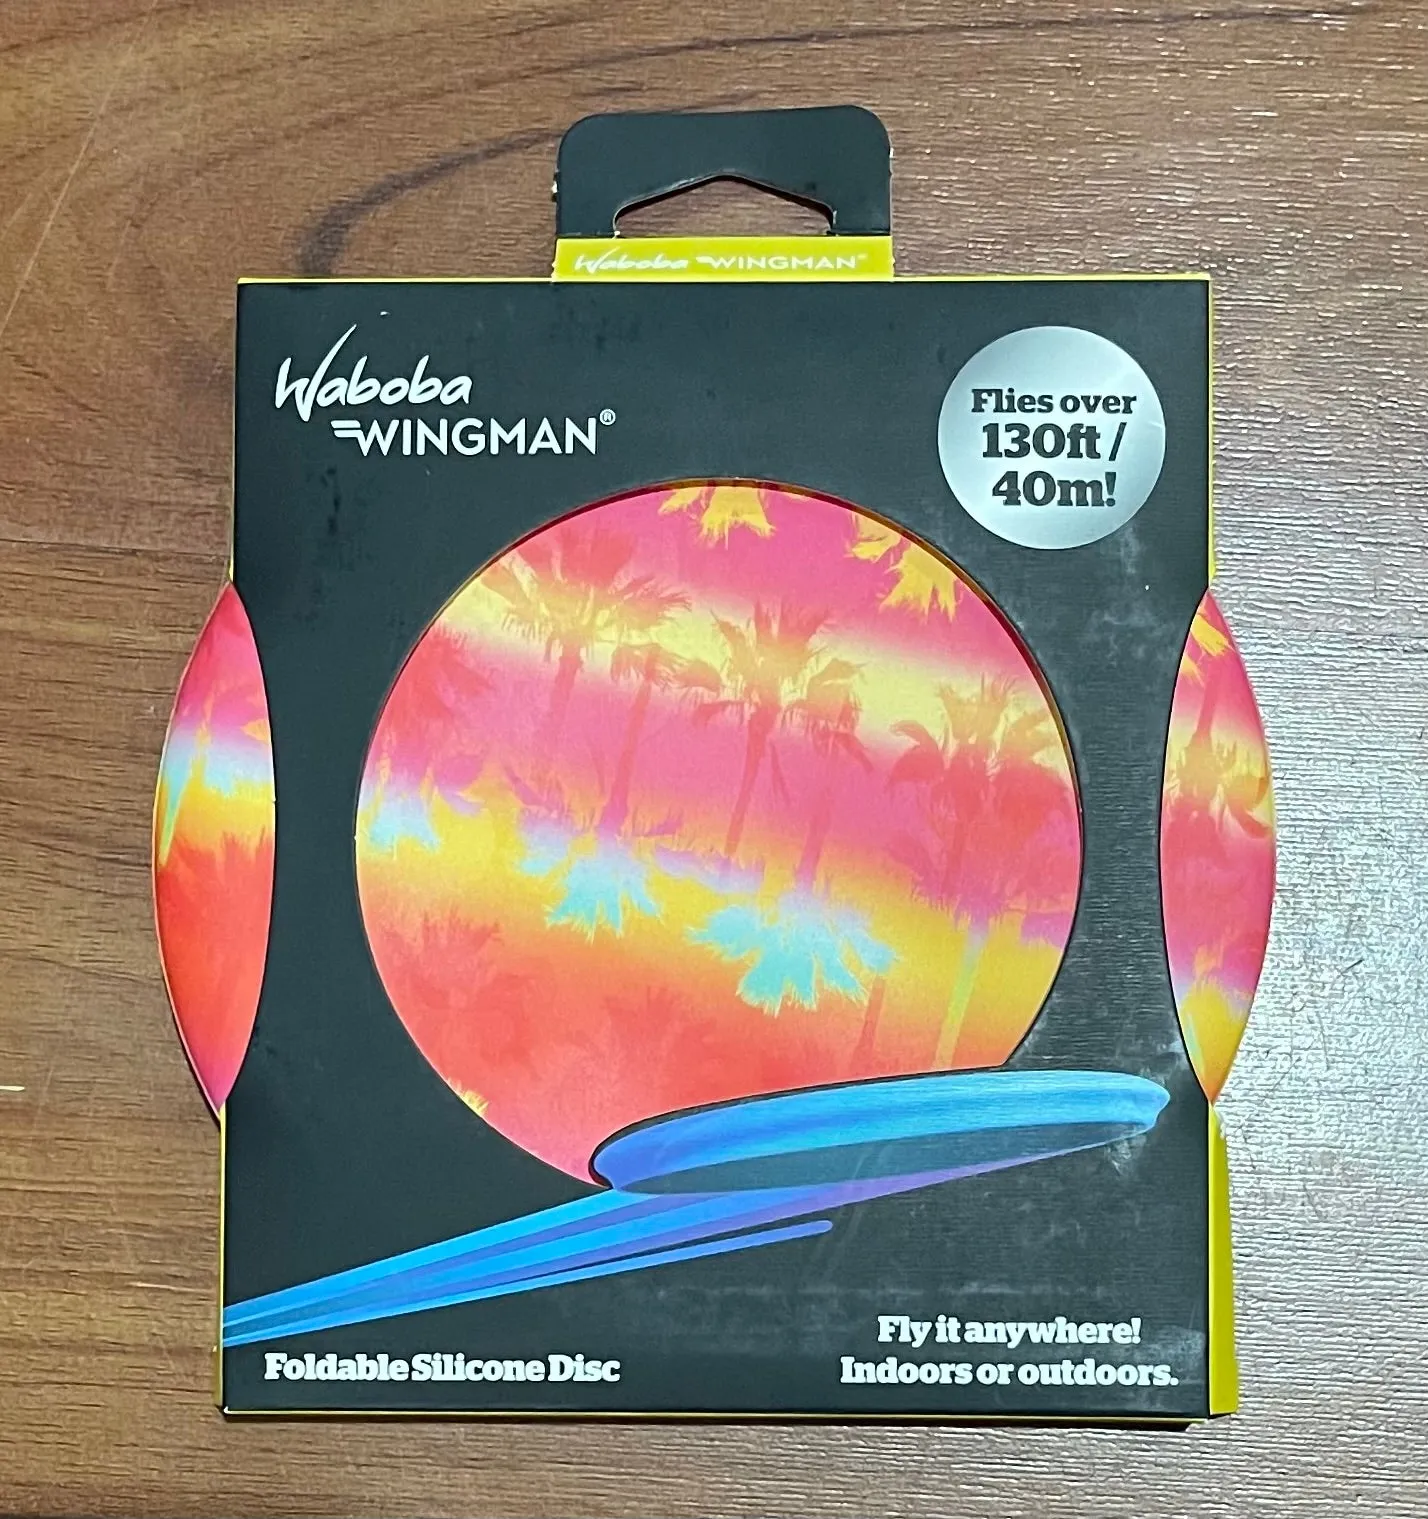 Waboba WINGMAN®
Waboba
WINGMAN®
Flies over
130ft /
40m!
Fly it anywhere!
Foldable Silicone Disc
Indoors or outdoors.